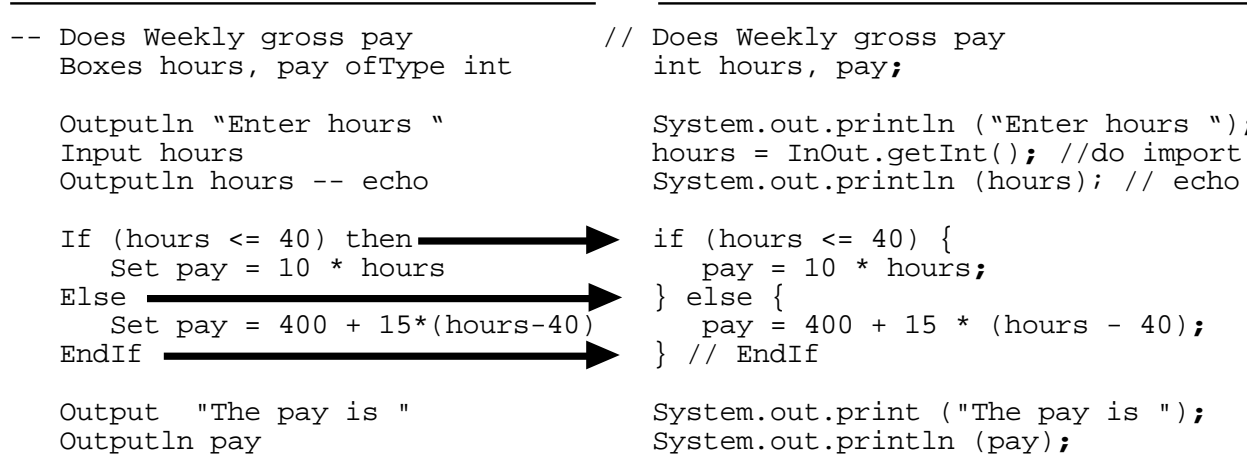 -- Does Weekly gross pay
Boxes hours, pay ofType int
Outputln “Enter hours “
Input hours
Outputln hours -- echo
If (hours <= 40) then
Set pay = 10 * hours
Else
Set pay = 400 + 15*(hours-40)
EndIf
Output "The pay is "
Outputln pay
// Does Weekly gross pay
int hours, pay;
System.out.println (“Enter hours “);
hours = InOut.getInt(); //do import
System.out.println (hours); // echo
if (hours <= 40) {
pay = 10 * hours;
} else {
pay = 400 + 15 * (hours - 40);
} // EndIf
System.out.print ("The pay is ");
System.out.println (pay);